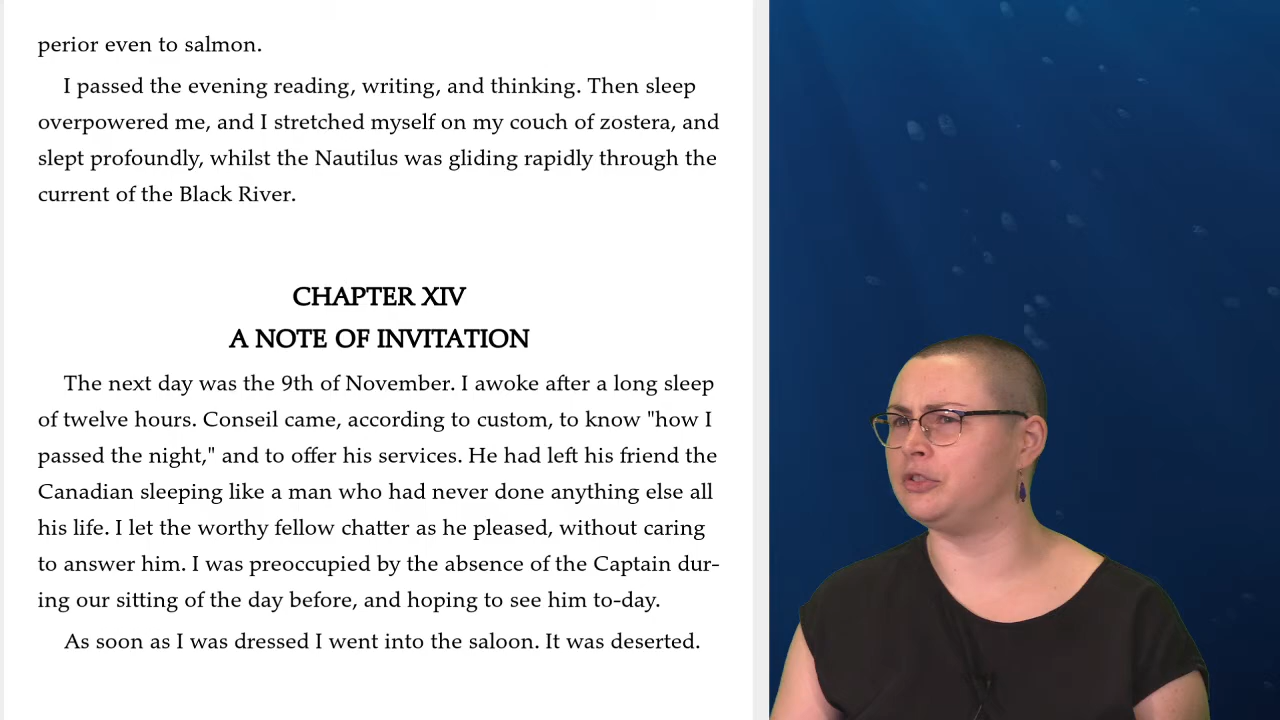 perior even to salmon.
I passed the evening reading, writing, and thinking. Then sleep
overpowered me, and I stretched myself on my couch of zostera, and
slept profoundly, whilst the Nautilus was gliding rapidly through the
current of the Black River.
CHAPTER XIV
A NOTE OF INVITATION
The next day was the 9th of November. I awoke after a long sleep
of twelve hours. Conseil came, according to custom, to know "how I
passed the night," and to offer his services. He had left his friend the
Canadian sleeping like a man who had never done anything else all
his life. I let the worthy fellow chatter as he pleased, without caring
to answer him. I was preoccupied by the absence of the Captain dur-
ing our sitting of the day before, and hoping to see him to-day.
As soon as I was dressed I went into the saloon. It was deserted.